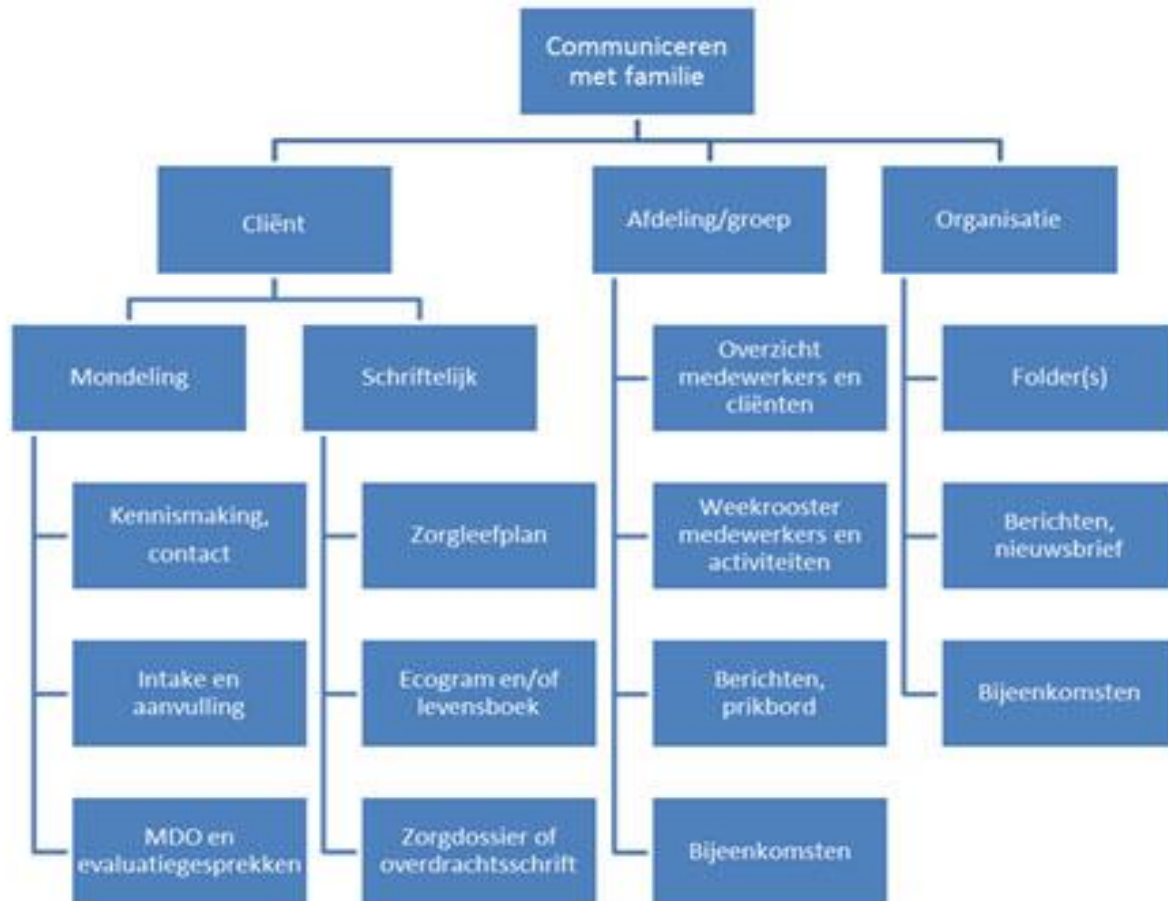 Communiceren
met familie
Cliënt
Afdeling/groep
Organisatie
Mondeling
Schriftelijk
Overzicht
medewerkers en
cliënten
Folder(s)
Kennismaking,
contact
Zorgleefplan
Weekrooster
medewerkers en
activiteiten
Berichten,
nieuwsbrief
Intake en
aanvulling
Ecogram en/of
levensboek
Berichten,
prikbord
Bijeenkomsten
MDO en
evaluatiegesprekken
Zorgdossier of
overdrachtsschrift
Bijeenkomsten